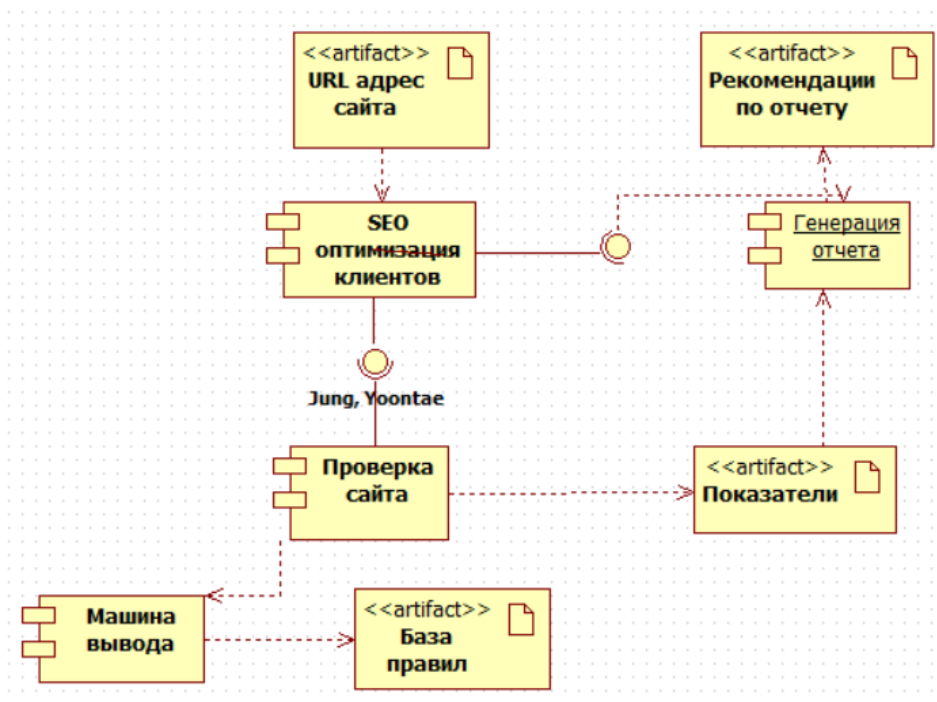 <<artifact>>
URL адрес
сайта
<<artifact>>
Рекомендации
по отчету
SEO
оптимизация
клиентов
Генерация
отчета
Jung, Yoontae
Проверка
сайта
<<artifact>>
Показатели
Машина
вывода
<<artifact>>
База
правил